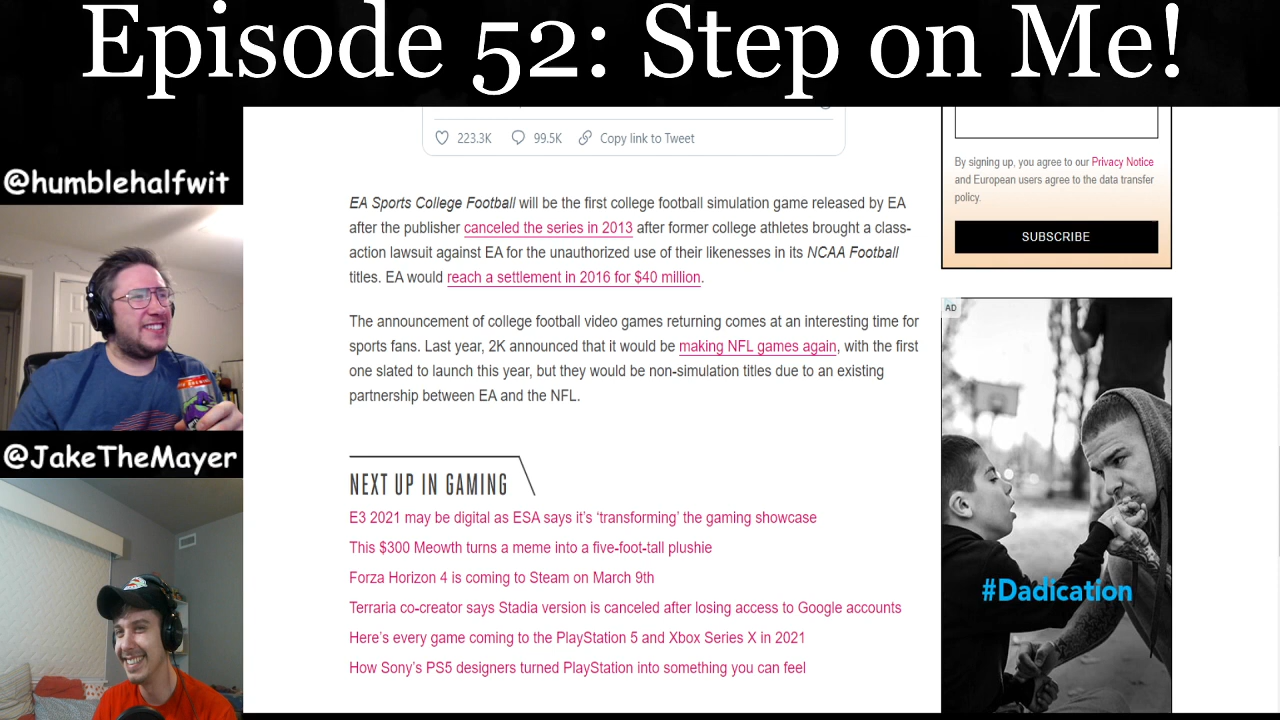 Episode 52: Step on Me!
@humblehalfwit
@JakeTheMayer
223.3K 99.5K Copy link to Tweet
EA Sports College Football will be the first college football simulation game released by EA
after the publisher canceled the series in 2013 after former college athletes brought a class-
action lawsuit against EA for the unauthorized use of their likenesses in its NCAA Football
titles. EA would reach a settlement in 2016 for $40 million.
The announcement of college football video games returning comes at an interesting time for
sports fans. Last year, 2K announced that it would be making NFL games again, with the first
one slated to launch this year, but they would be non-simulation titles due to an existing
partnership between EA and the NFL.
NEXT UP IN GAMING
E3 2021 may be digital as ESA says it’s ‘transforming’ the gaming showcase
This $300 Meowth turns a meme into a five-foot-tall plushie
Forza Horizon 4 is coming to Steam on March 9th
Terraria co-creator says Stadia version is canceled after losing access to Google accounts
Here’s every game coming to the PlayStation 5 and Xbox Series X in 2021
How Sony’s PS5 designers turned PlayStation into something you can feel
By signing up, you agree to our Privacy Notice
and European users agree to the data transfer
policy.
SUBSCRIBE
AD
#Dadication